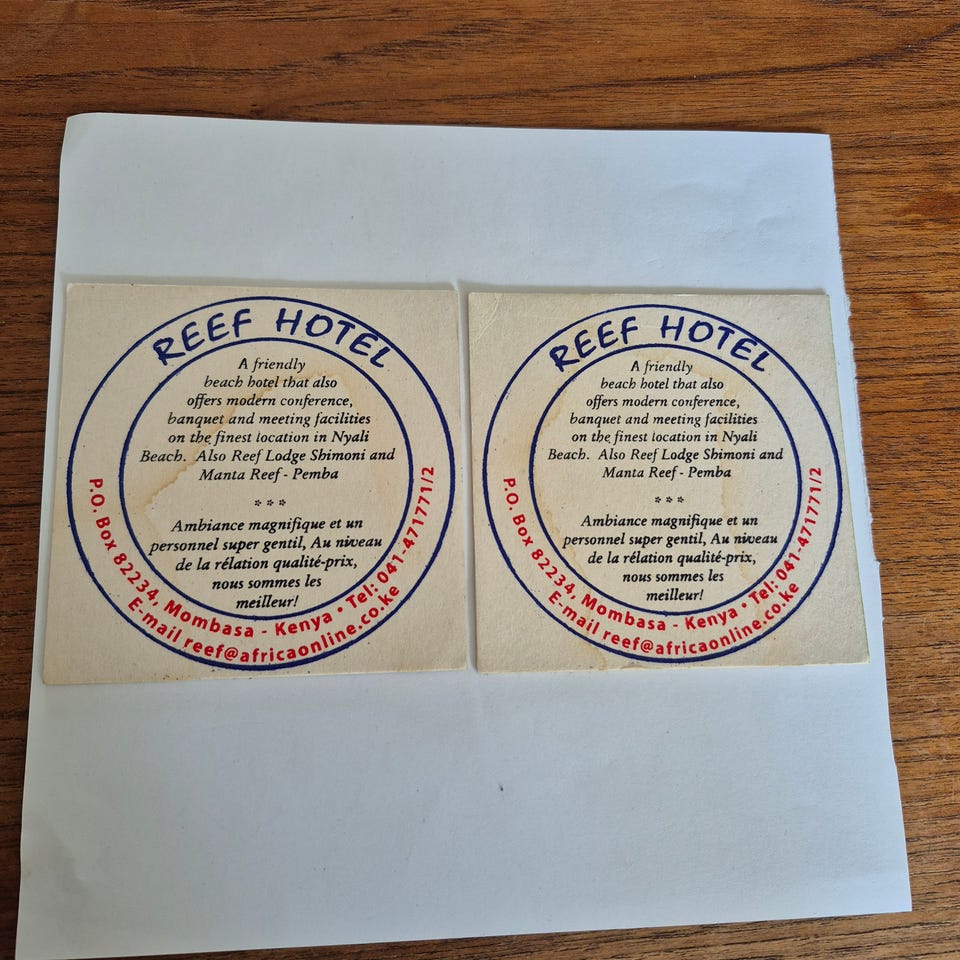 REEF HOTEL
A friendly
beach hotel that also
offers modern conference,
banquet and meeting facilities
on the finest location in Nyali
Beach. Also Reef Lodge Shimoni and
Manta Reef - Pemba
* * *
Ambiance magnifique et un
personnel super gentil, Au niveau
de la rélation qualité-prix,
nous sommes les
meilleur!
P.O. Box 82234, Mombasa - Kenya • Tel: 041-471771/2
E-mail reef@africaonline.co.ke
REEF HOTEL
A friendly
beach hotel that also
offers modern conference,
banquet and meeting facilities
on the finest location in Nyali
Beach. Also Reef Lodge Shimoni and
Manta Reef - Pemba
* * *
Ambiance magnifique et un
personnel super gentil, Au niveau
de la rélation qualité-prix,
nous sommes les
meilleur!
P.O. Box 82234, Mombasa - Kenya • Tel: 041-471771/2
E-mail reef@africaonline.co.ke